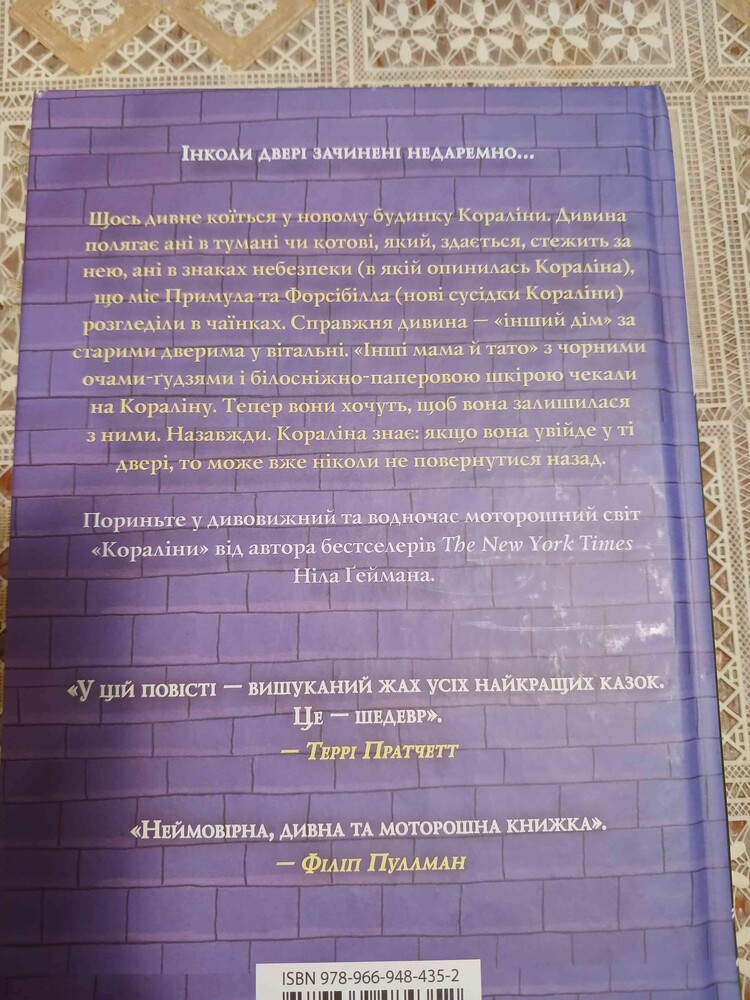 Інколи двері зачинені недаремно...
Щось дивне коїться у новому будинку Кораліни. Дивина
полягає ані в тумані чи котові, який, здається, стежить за
нею, ані в знаках небезпеки (в якій опинилась Кораліна),
що міс Примула та Форсібілла (нові сусідки Кораліни)
розгледіли в чаїнках. Справжня дивина — «інший дім» за
старими дверима у вітальні. «Інші мама й тато» з чорними
очами-ґудзями і білосніжно-паперовою шкірою чекали
на Кораліну. Тепер вони хочуть, щоб вона залишилася
з ними. Назавжди. Кораліна знає: якщо вона увійде у ті
двері, то може вже ніколи не повернутися назад.
Пориньте у дивовижний та водночас моторошний світ
«Кораліни» від автора бестселерів The New York Times
Ніла Ґеймана.
«У цій повісті — вишуканий жах усіх найкращих казок.
Це — шедевр».
— Террі Пратчетт
«Неймовірна, дивна та моторошна книжка».
— Філіп Пуллман
ISBN 978-966-948-435-2